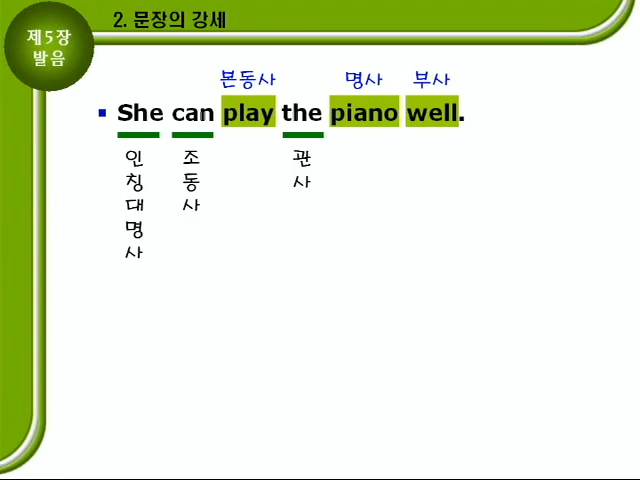 2. 문장의 강세
제5장
발음
본동사 명사 부사
She can play the piano well.
인칭대명사 조동사 관사